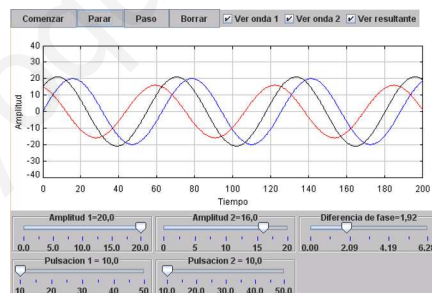 Comenzar Parar Paso Borrar Ver onda 1 Ver onda 2 Ver resultante
Amplitud
40
30
20
10
0
-10
-20
-30
-40
0 20 40 60 80 100 120 140 160 180 200
Tiempo
Amplitud 1=20,0 Amplitud 2=16,0 Diferencia de fase=1,92
0.0 5.0 10.0 15.0 20.0 0 5 10 15 20 0.00 2.09 4.19 6.28
Pulsacion 1 = 10,0 Pulsacion 2 = 10,0
10 20 30 40 50 10.0 20.0 30.0 40.0 50.0